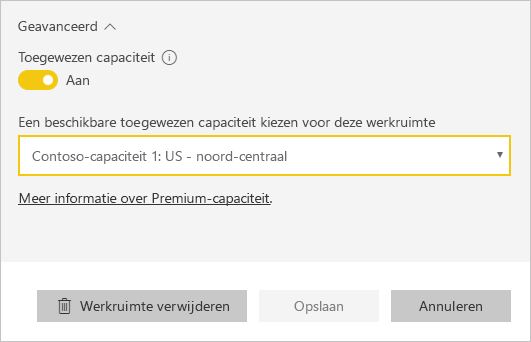 Geavanceerd
Toegewezen capaciteit
Aan
Een beschikbare toegewezen capaciteit kiezen voor deze werkruimte
Contoso-capaciteit 1: US - noord-centraal
Meer informatie over Premium-capaciteit.
Werkruimte verwijderen
Opslaan
Annuleren